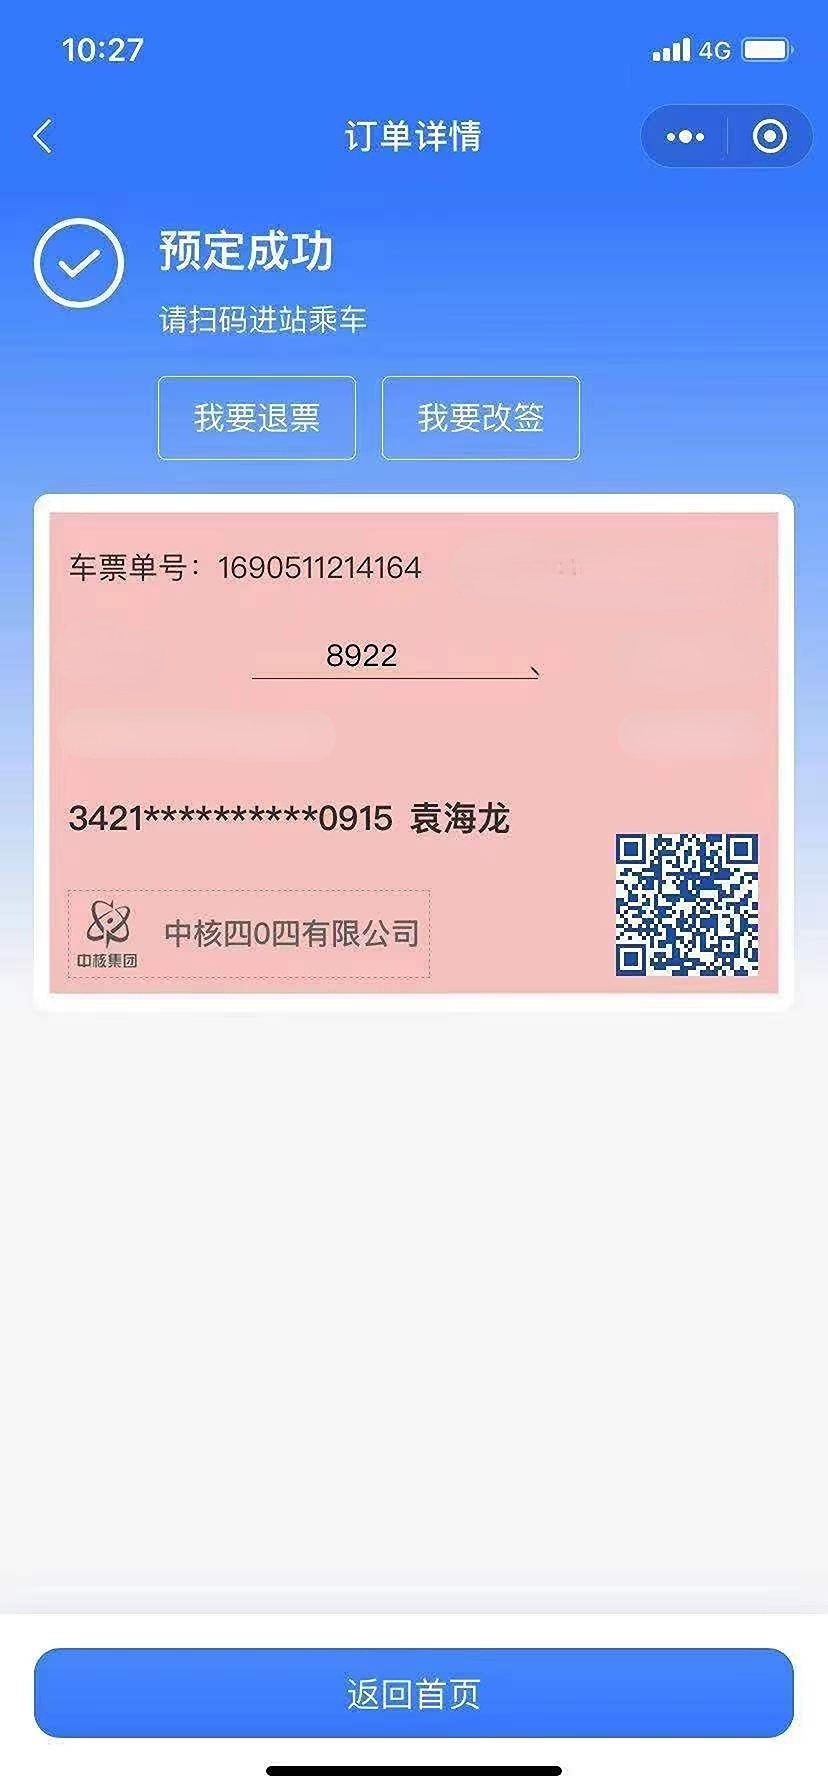 10:27 4G
订单详情
预定成功
请扫码进站乘车
我要退票 我要改签
车票单号：1690511214164
8922
3421**********0915 袁海龙
中核集团 中核四0四有限公司
返回首页